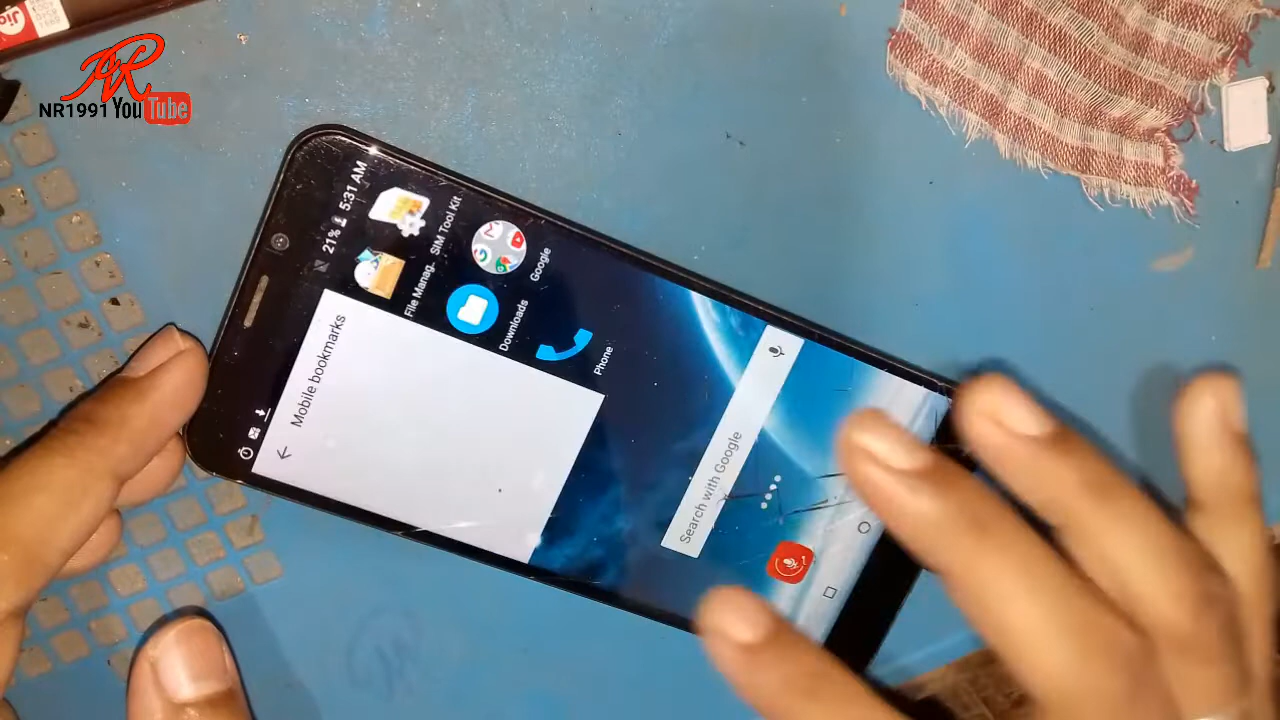 NR1991 YouTube
Jio
21% 5:31 AM
Mobile bookmarks
File Manag..
SIM Tool Kit
Downloads
Google
Phone
Search with Google